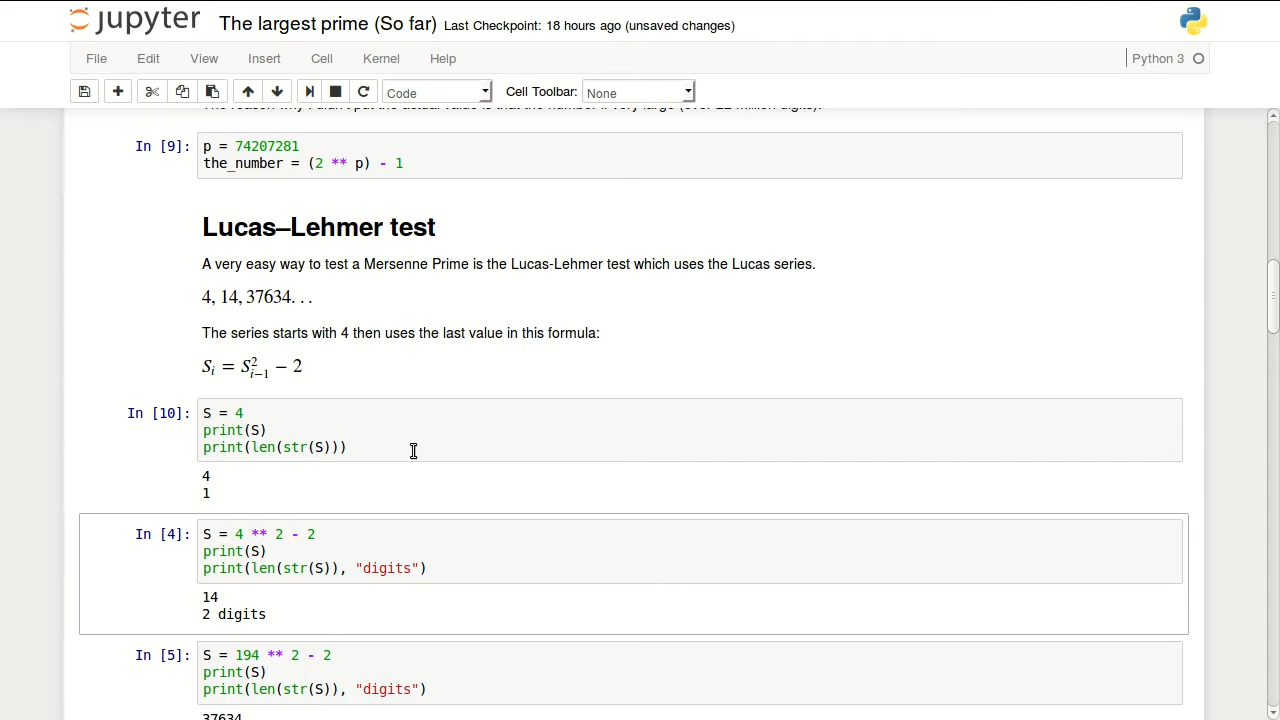 jupyter The largest prime (So far) Last Checkpoint: 18 hours ago (unsaved changes)
File Edit View Insert Cell Kernel Help Python 3
Code Cell Toolbar: None
In [9]: p = 74207281
the_number = (2 ** p) - 1
Lucas–Lehmer test
A very easy way to test a Mersenne Prime is the Lucas-Lehmer test which uses the Lucas series.
4, 14, 37634. . .
The series starts with 4 then uses the last value in this formula:
Sᵢ = S²ᵢ₋₁ − 2
In [10]: S = 4
print(S)
print(len(str(S)))
4
1
In [4]: S = 4 ** 2 - 2
print(S)
print(len(str(S)), "digits")
14
2 digits
In [5]: S = 194 ** 2 - 2
print(S)
print(len(str(S)), "digits")
37634